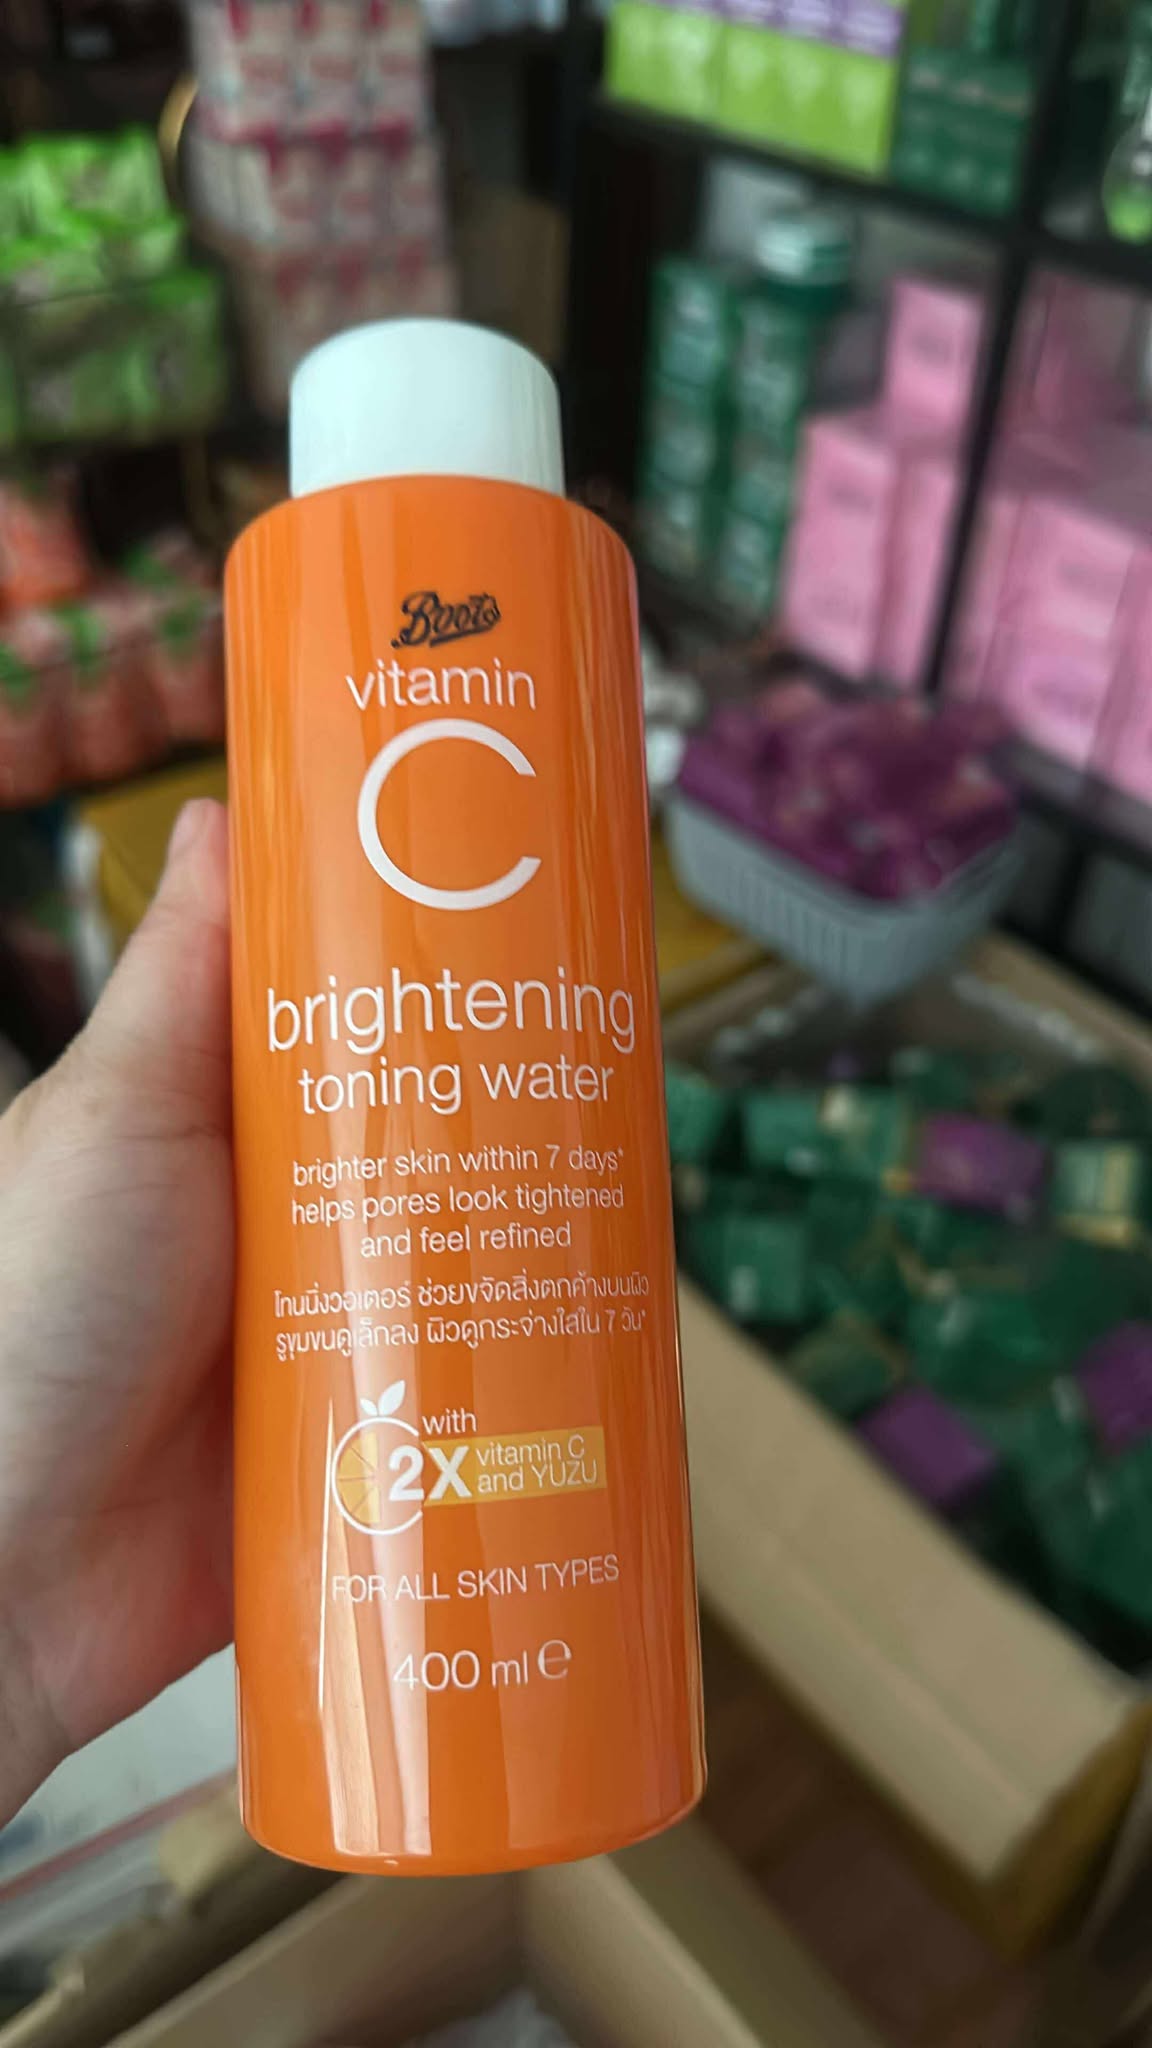 Boots
vitamin
C
brightening
toning water
brighter skin within 7 days*
helps pores look tightened
and feel refined
โทนนิ่งวอเตอร์ ช่วยขจัดสิ่งตกค้างบนผิว
รูขุมขนดูเล็กลง ผิวดูกระจ่างใสใน 7 วัน*
with
2X vitamin C
and YUZU
FOR ALL SKIN TYPES
400 ml ℮